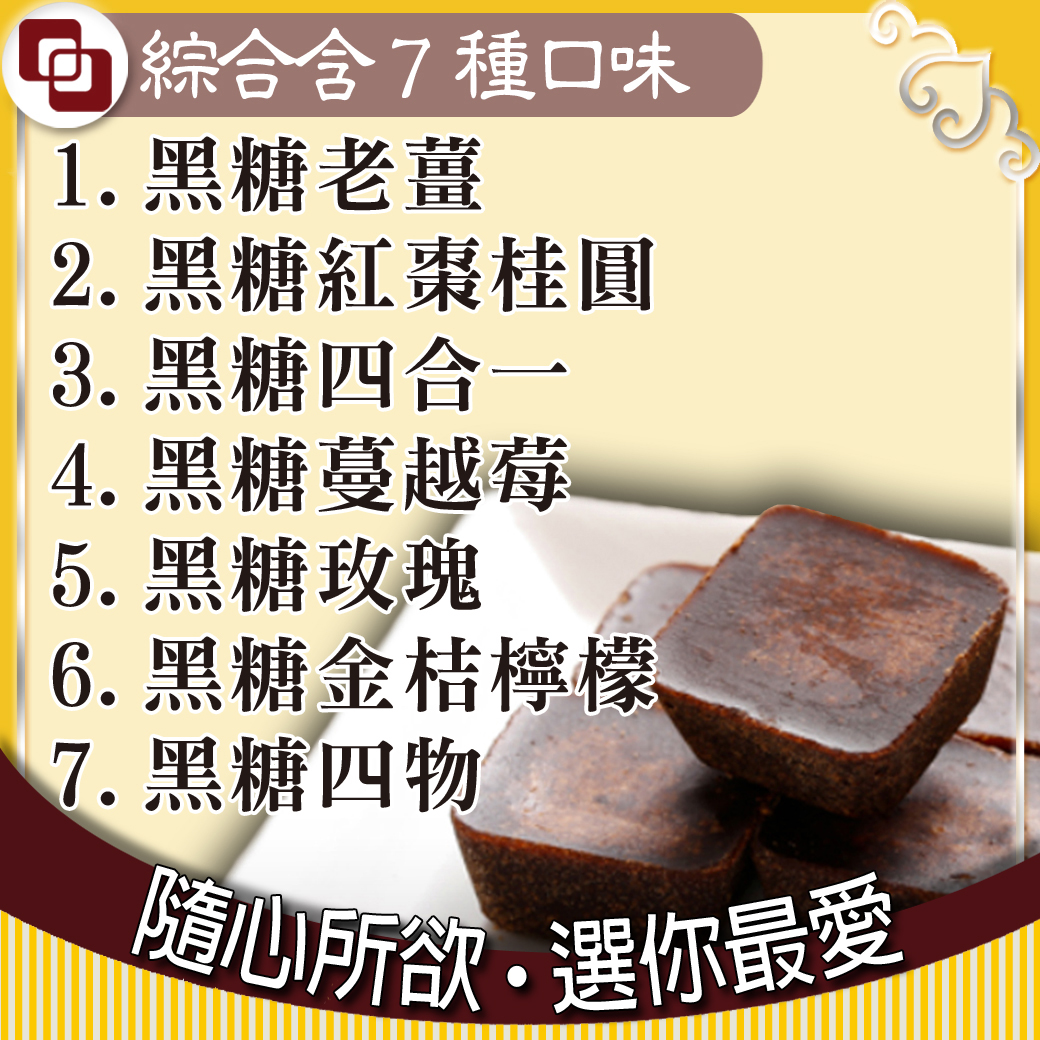 綜合含7種口味
1. 黑糖老薑
2. 黑糖紅棗桂圓
3. 黑糖四合一
4. 黑糖蔓越莓
5. 黑糖玫瑰
6. 黑糖金桔檸檬
7. 黑糖四物
隨心所欲·選你最愛